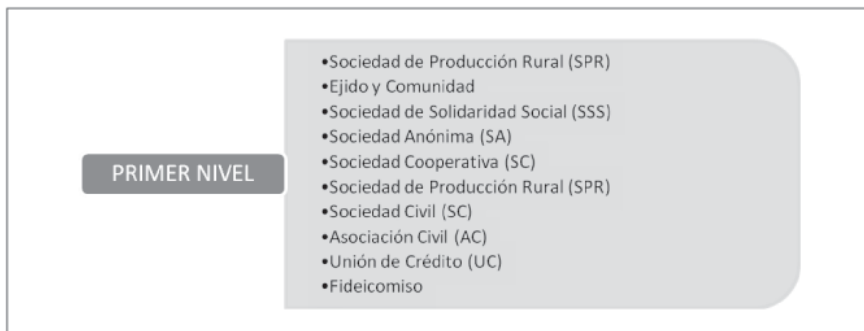 PRIMER NIVEL
•Sociedad de Producción Rural (SPR)
•Ejido y Comunidad
•Sociedad de Solidaridad Social (SSS)
•Sociedad Anónima (SA)
•Sociedad Cooperativa (SC)
•Sociedad de Producción Rural (SPR)
•Sociedad Civil (SC)
•Asociación Civil (AC)
•Unión de Crédito (UC)
•Fideicomiso